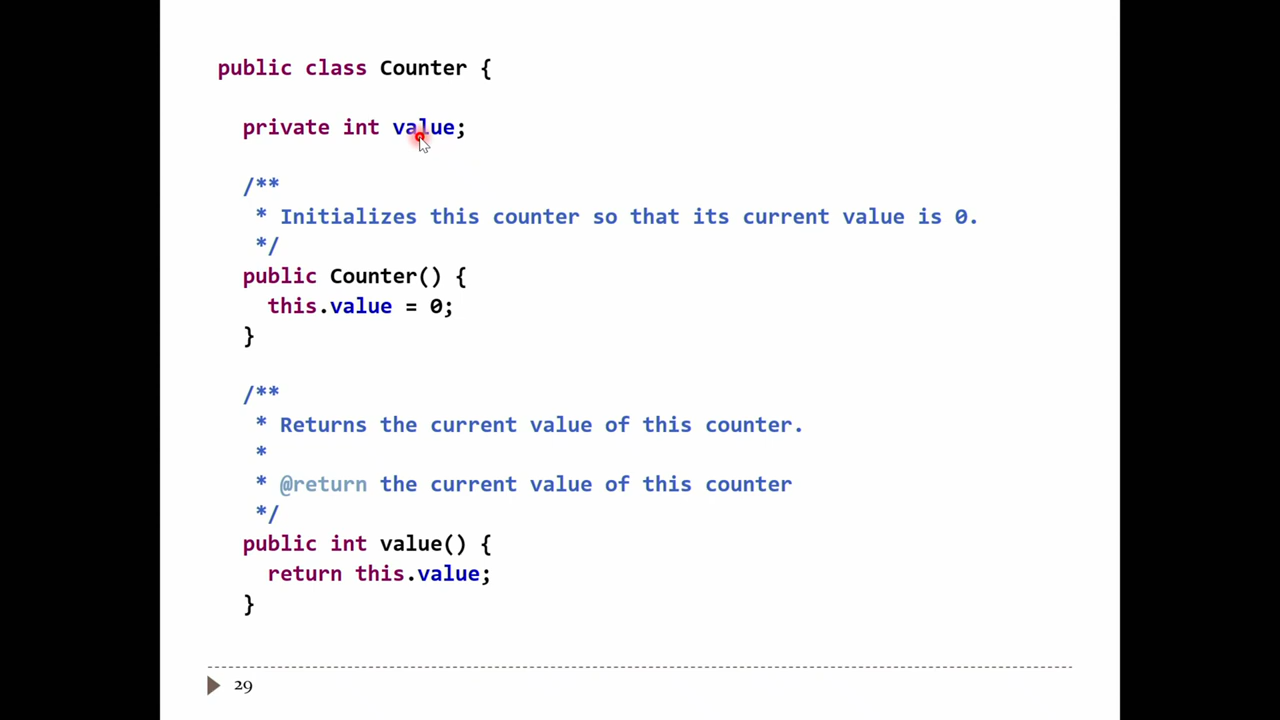 public class Counter {
private int value;
/**
* Initializes this counter so that its current value is 0.
*/
public Counter() {
this.value = 0;
}
/**
* Returns the current value of this counter.
*
* @return the current value of this counter
*/
public int value() {
return this.value;
}
29